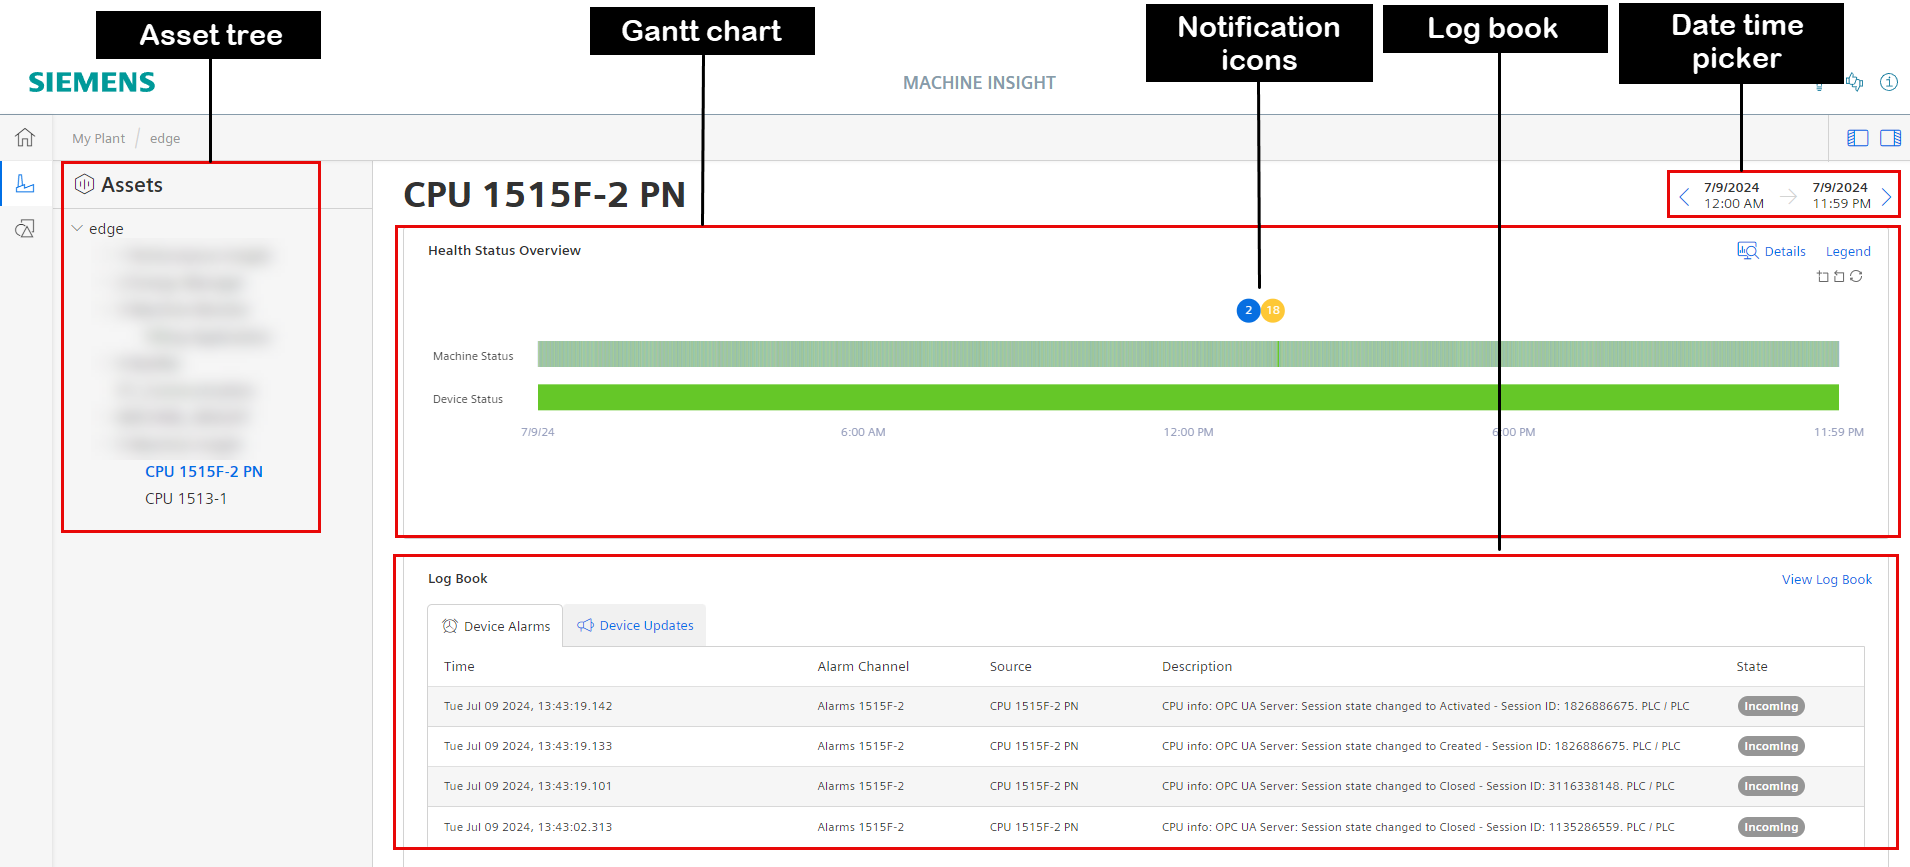 Asset tree
Gantt chart
Notification
icons
Log book
Date time
picker
SIEMENS
MACHINE INSIGHT
My Plant / edge
Assets
edge
CPU 1515F-2 PN
CPU 1513-1
CPU 1515F-2 PN
7/9/2024
12:00 AM
7/9/2024
11:59 PM
Health Status Overview
Details
Legend
2
18
Machine Status
Device Status
7/9/24
6:00 AM
12:00 PM
6:00 PM
11:59 PM
Log Book
View Log Book
Device Alarms
Device Updates
Time Alarm Channel Source Description State
Tue Jul 09 2024, 13:43:19.142 Alarms 1515F-2 CPU 1515F-2 PN CPU info: OPC UA Server: Session state changed to Activated - Session ID: 1826886675. PLC / PLC Incoming
Tue Jul 09 2024, 13:43:19.133 Alarms 1515F-2 CPU 1515F-2 PN CPU info: OPC UA Server: Session state changed to Created - Session ID: 1826886675. PLC / PLC Incoming
Tue Jul 09 2024, 13:43:19.101 Alarms 1515F-2 CPU 1515F-2 PN CPU info: OPC UA Server: Session state changed to Closed - Session ID: 3116338148. PLC / PLC Incoming
Tue Jul 09 2024, 13:43:02.313 Alarms 1515F-2 CPU 1515F-2 PN CPU info: OPC UA Server: Session state changed to Closed - Session ID: 1135286559. PLC / PLC Incoming